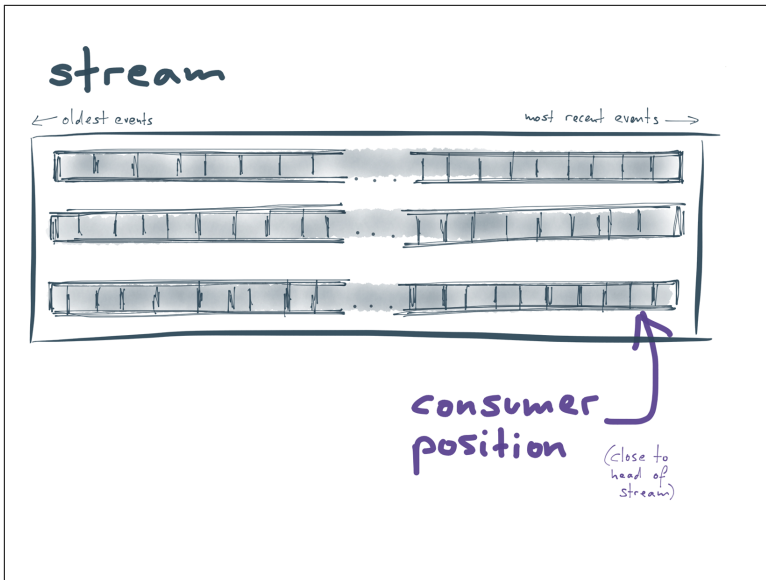 stream
← oldest events
most recent events →
. . .
. . .
. . .
consumer
position
(close to
head of
stream)